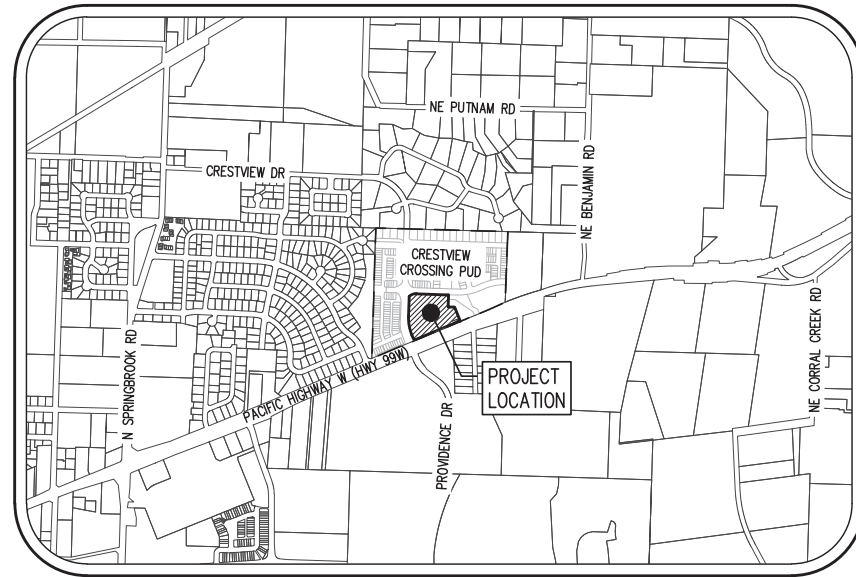 NE PUTNAM RD
CRESTVIEW DR
NE BENJAMIN RD
CRESTVIEW
CROSSING PUD
N SPRINGBROOK RD
PACIFIC HIGHWAY W (HWY 99W)
PROJECT
LOCATION
PROVIDENCE DR
NE CORRAL CREEK RD